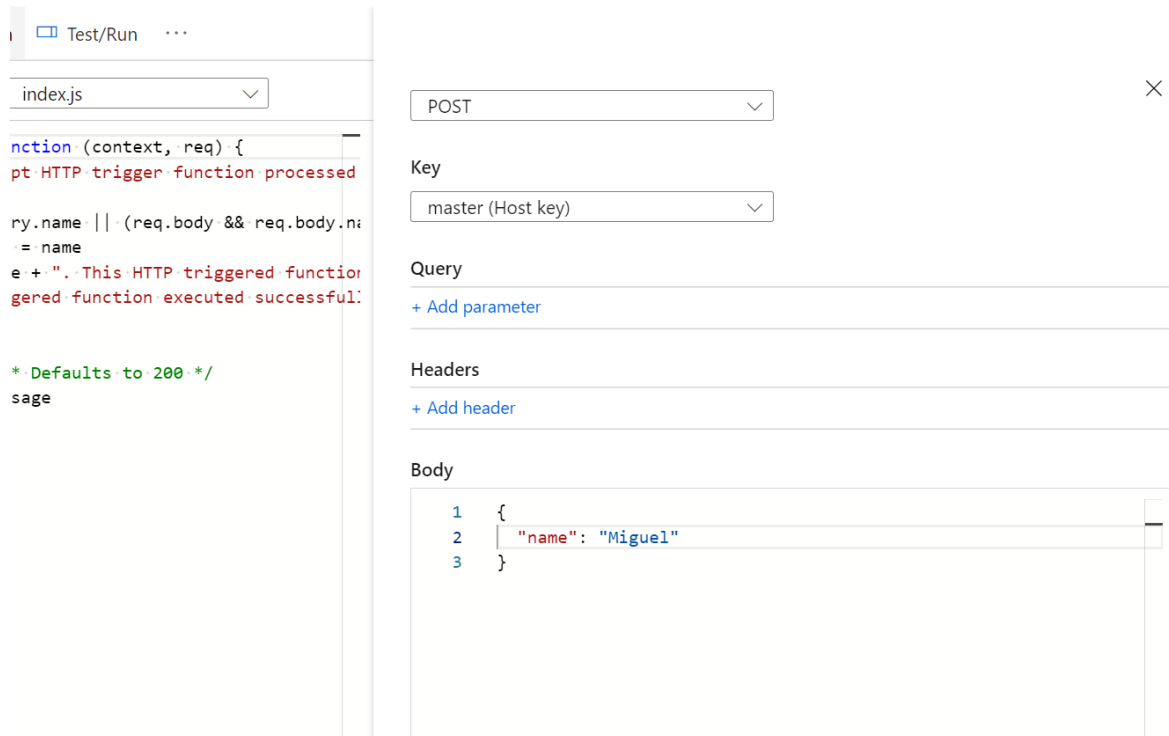 Test/Run ...
index.js
nction (context, req) {
pt HTTP trigger function processed
ry.name || (req.body && req.body.na
= name
e + ". This HTTP triggered function
gered function executed successfull
* Defaults to 200 */
sage
POST
Key
master (Host key)
Query
+ Add parameter
Headers
+ Add header
Body
1 {
2 "name": "Miguel"
3 }